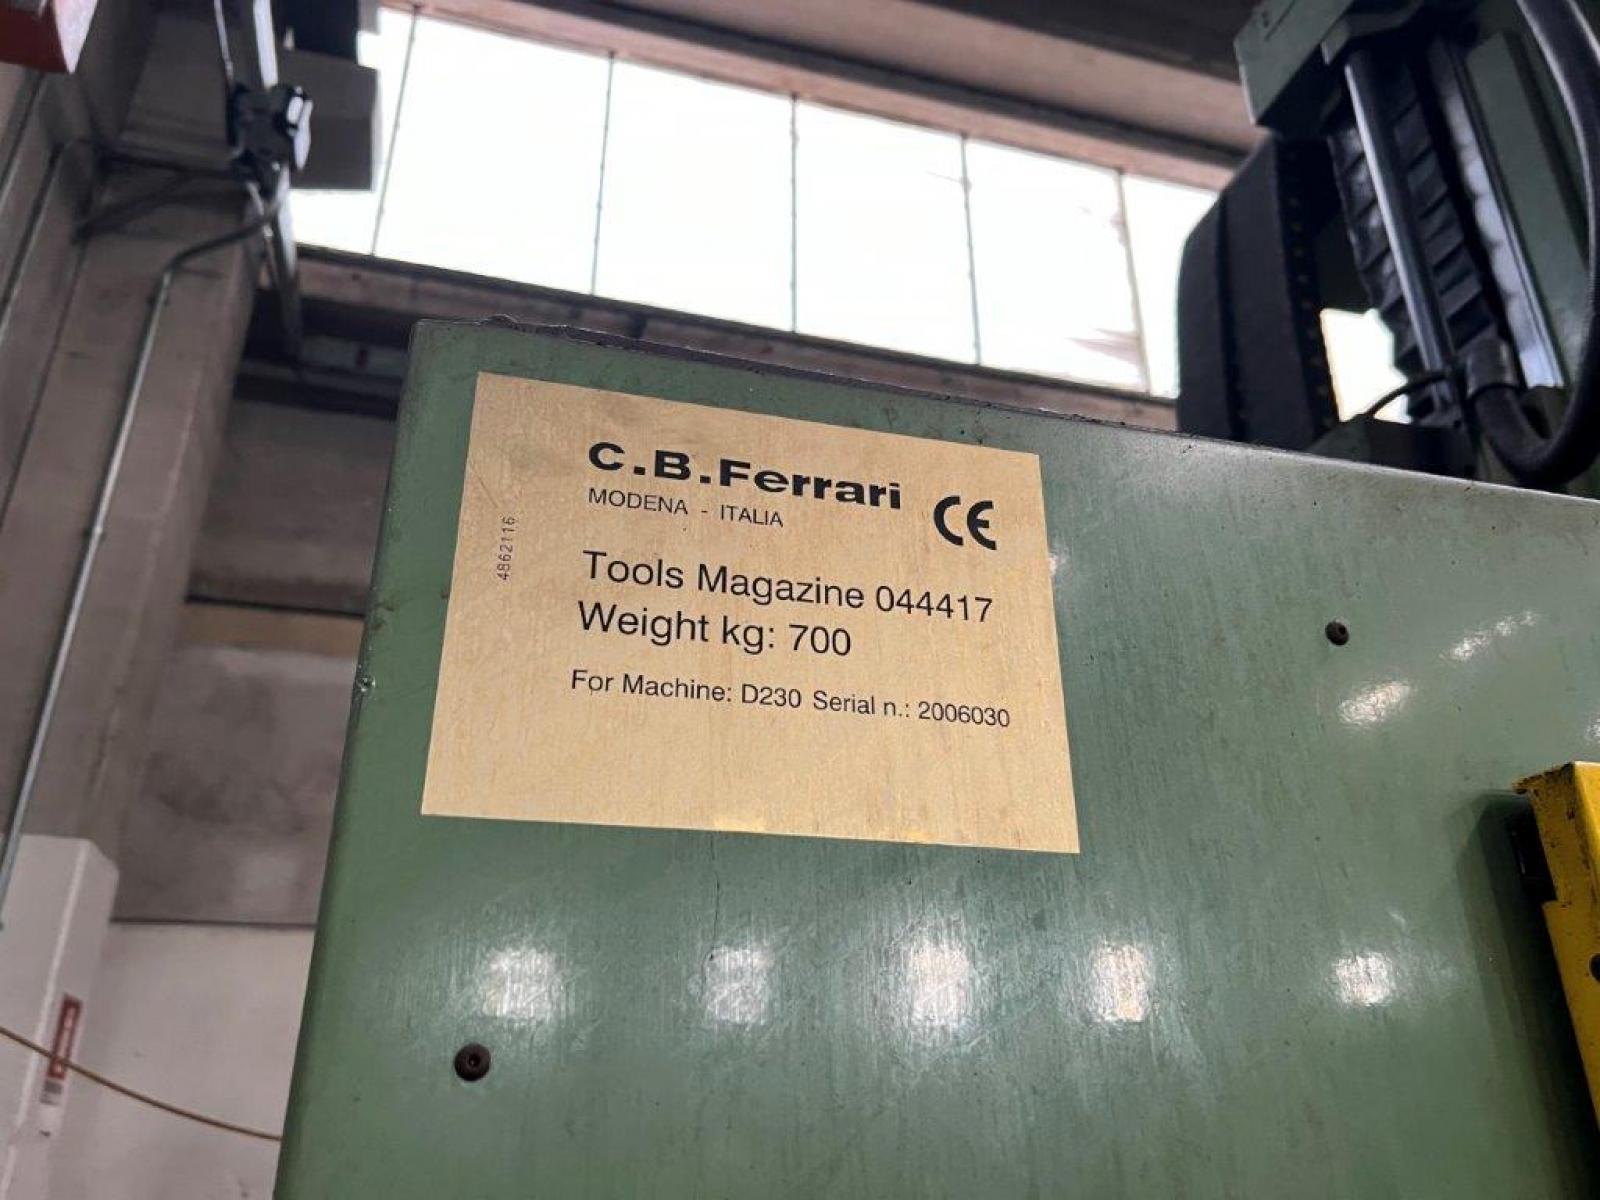 C.B.Ferrari
MODENA - ITALIA
CE
4862116
Tools Magazine 044417
Weight kg: 700
For Machine: D230 Serial n.: 2006030